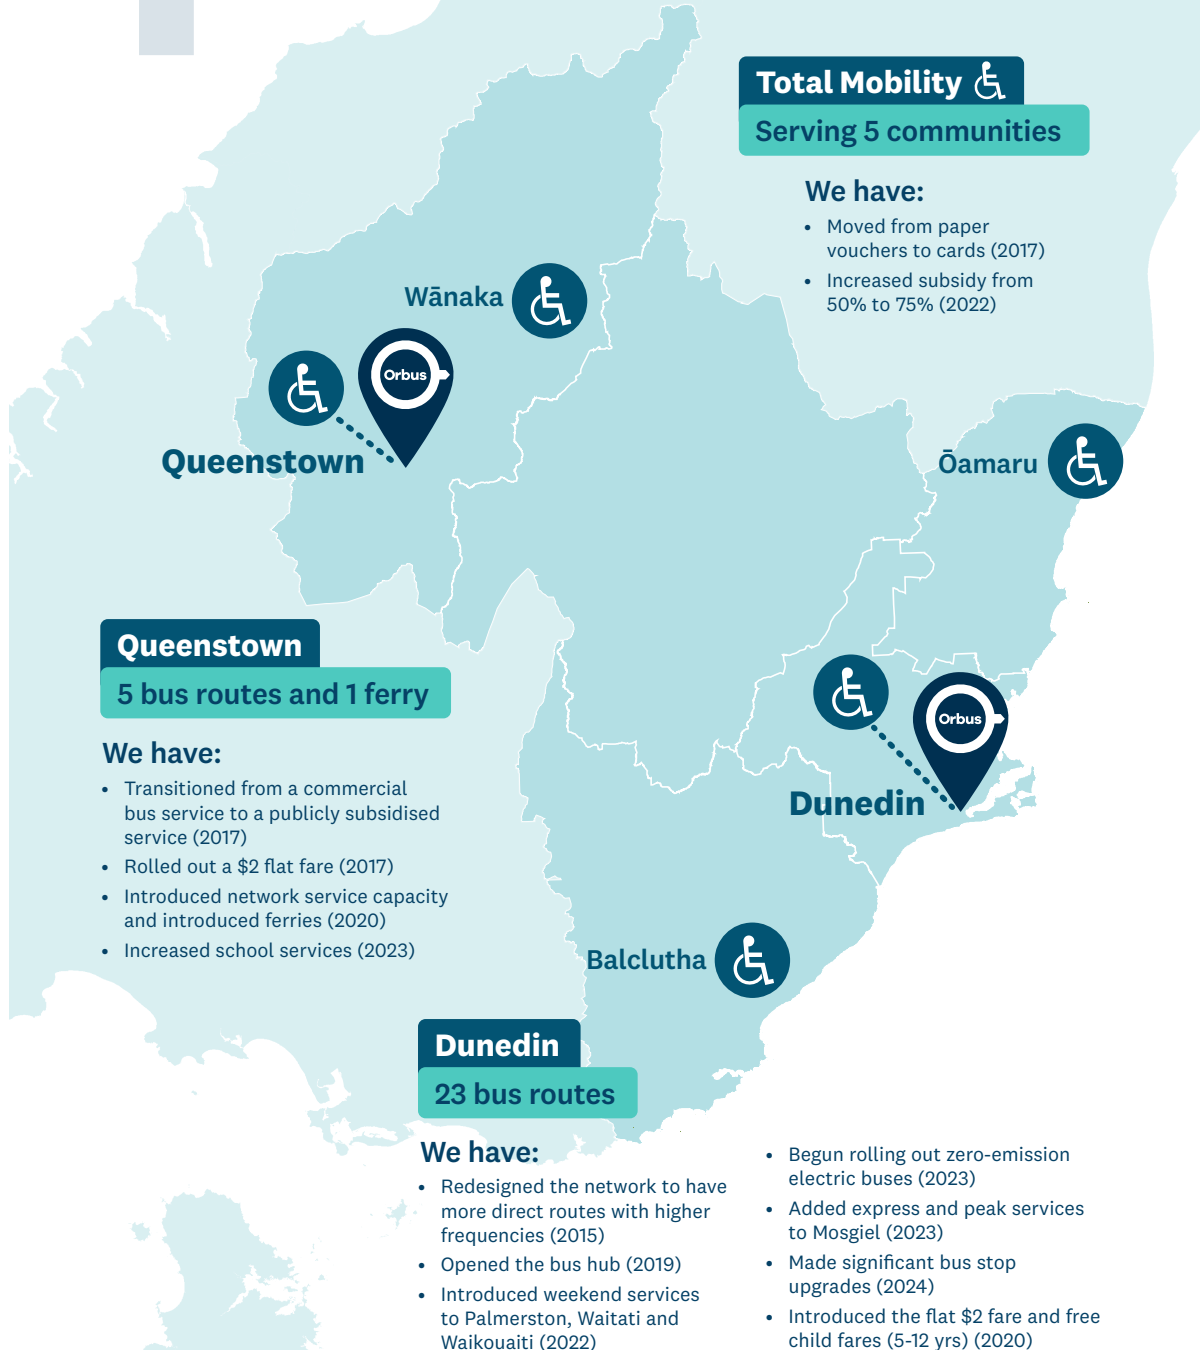 Total Mobility
Serving 5 communities
We have:
• Moved from paper
vouchers to cards (2017)
• Increased subsidy from
50% to 75% (2022)
Wānaka
Orbus
Queenstown
Ōamaru
Queenstown
5 bus routes and 1 ferry
We have:
• Transitioned from a commercial
bus service to a publicly subsidised
service (2017)
• Rolled out a $2 flat fare (2017)
• Introduced network service capacity
and introduced ferries (2020)
• Increased school services (2023)
Orbus
Dunedin
Balclutha
Dunedin
23 bus routes
We have:
• Redesigned the network to have
more direct routes with higher
frequencies (2015)
• Opened the bus hub (2019)
• Introduced weekend services
to Palmerston, Waitati and
Waikouaiti (2022)
• Begun rolling out zero-emission
electric buses (2023)
• Added express and peak services
to Mosgiel (2023)
• Made significant bus stop
upgrades (2024)
• Introduced the flat $2 fare and free
child fares (5-12 yrs) (2020)